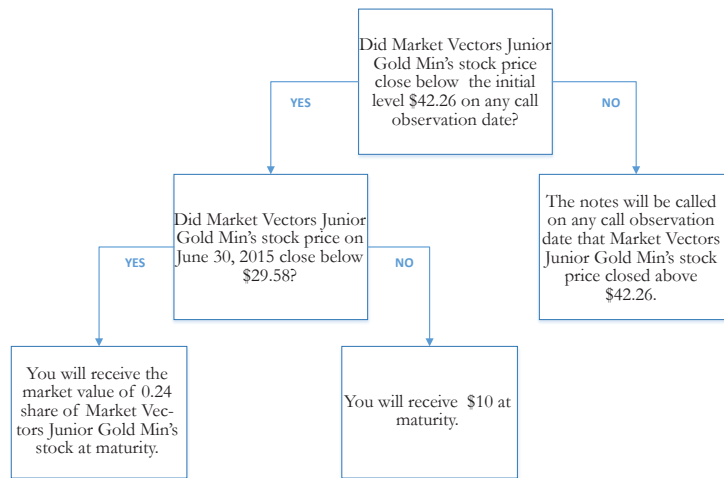 Did Market Vectors Junior
Gold Min's stock price
close below the initial
level $42.26 on any call
observation date?
YES
NO
Did Market Vectors Junior
Gold Min's stock price on
June 30, 2015 close below
$29.58?
The notes will be called
on any call observation
date that Market Vectors
Junior Gold Min's stock
price closed above
$42.26.
YES
NO
You will receive the
market value of 0.24
share of Market Vec-
tors Junior Gold Min's
stock at maturity.
You will receive $10 at
maturity.